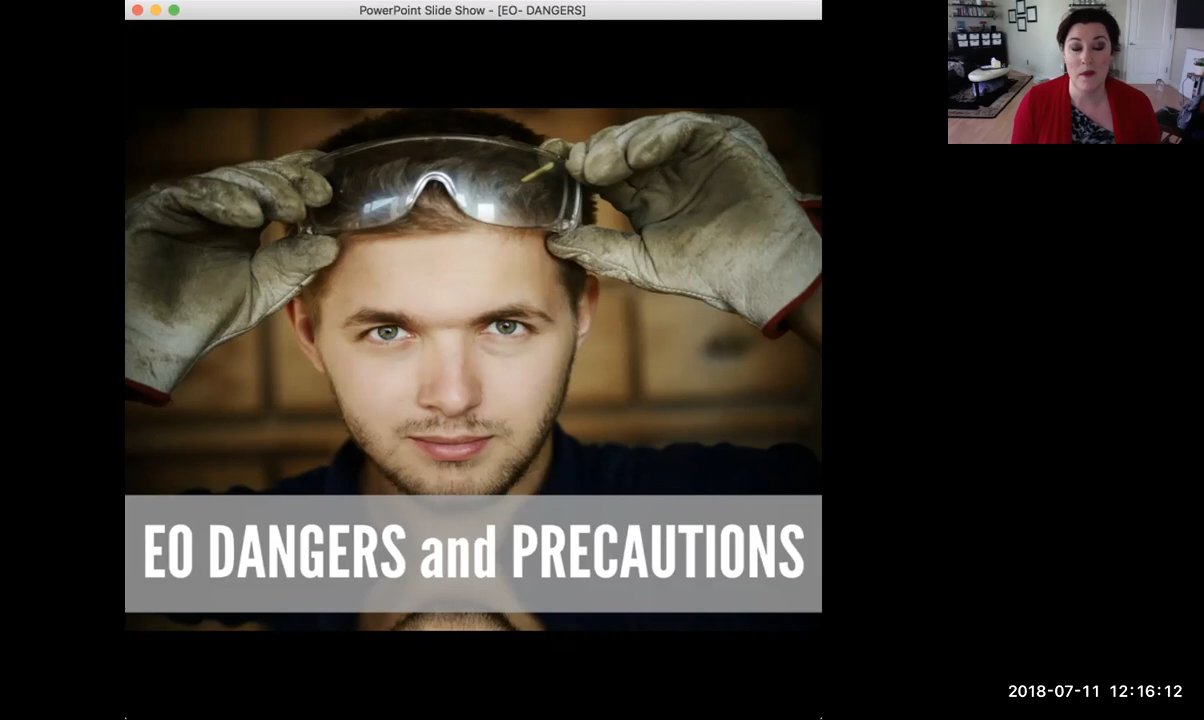 PowerPoint Slide Show - [EO- DANGERS]
EO DANGERS and PRECAUTIONS
2018-07-11 12:16:12